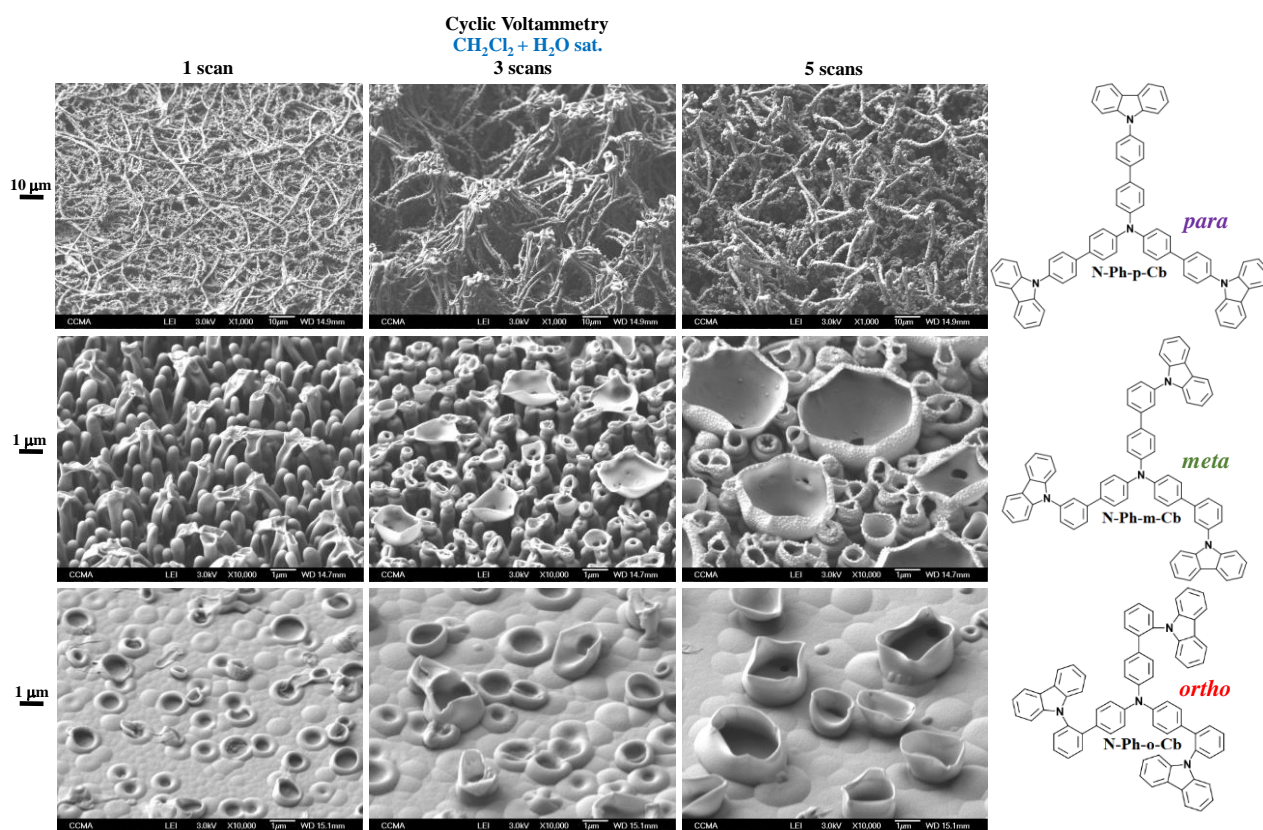 Cyclic Voltammetry
CH₂Cl₂ + H₂O sat.
1 scan
3 scans
5 scans
10 μm
CCMA LEI 3.0kV X1,000 10μm WD 14.9mm
CCMA LEI 3.0kV X1,000 10μm WD 14.9mm
CCMA LEI 3.0kV X1,000 10μm WD 14.9mm
N
N
N
N
para
N-Ph-p-Cb
1 μm
CCMA LEI 3.0kV X10,000 1μm WD 14.7mm
CCMA LEI 3.0kV X10,000 1μm WD 14.7mm
CCMA LEI 3.0kV X10,000 1μm WD 14.7mm
N
N
N
N
meta
N-Ph-m-Cb
1 μm
CCMA LEI 3.0kV X10,000 1μm WD 15.1mm
CCMA LEI 3.0kV X10,000 1μm WD 15.1mm
CCMA LEI 3.0kV X10,000 1μm WD 15.1mm
N
N
N
N
ortho
N-Ph-o-Cb